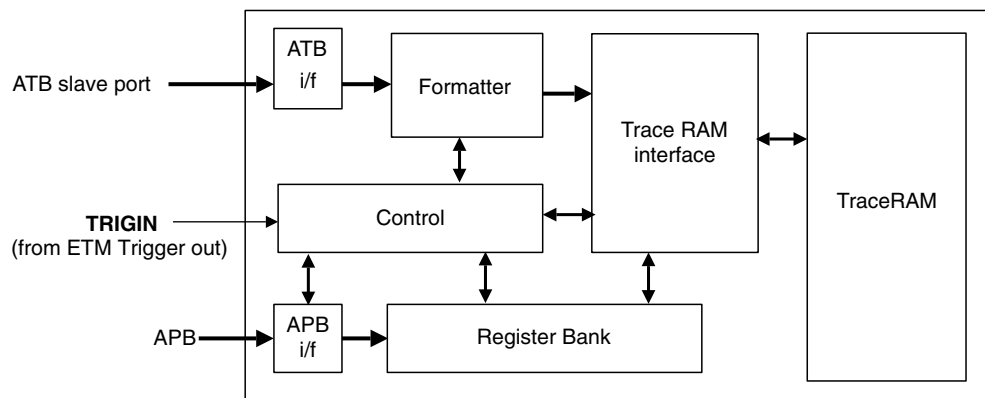 ATB
i/f
ATB slave port
Formatter
Trace RAM
interface
TraceRAM
Control
TRIGIN
(from ETM Trigger out)
APB
APB
i/f
Register Bank